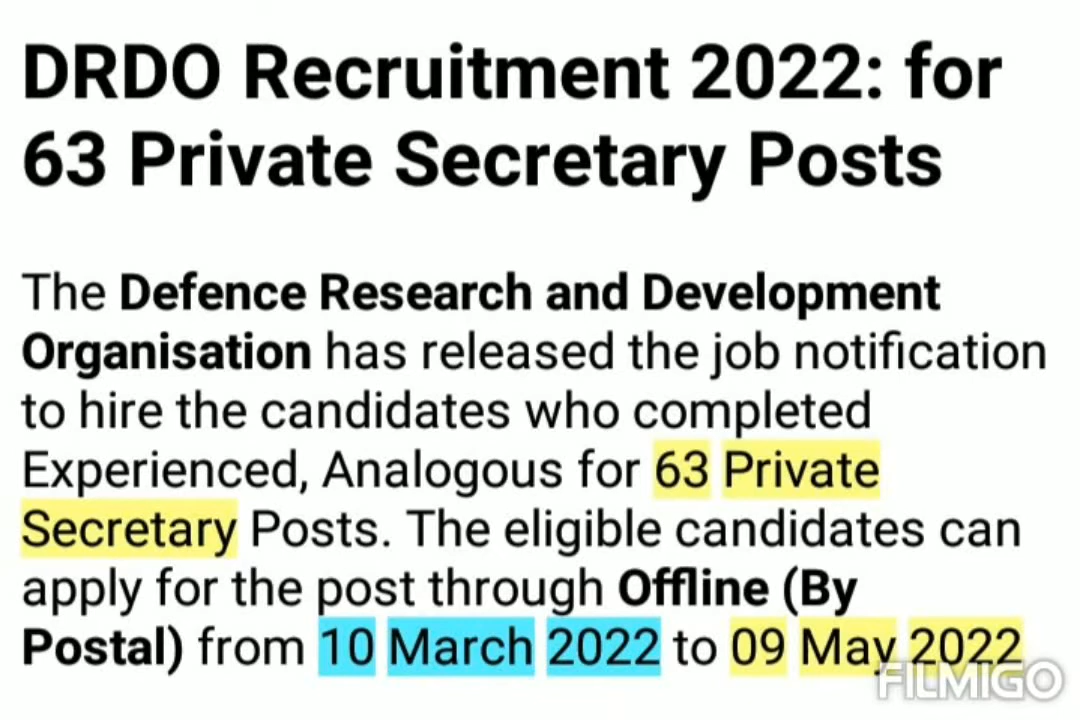 DRDO Recruitment 2022: for
63 Private Secretary Posts
The Defence Research and Development
Organisation has released the job notification
to hire the candidates who completed
Experienced, Analogous for 63 Private
Secretary Posts. The eligible candidates can
apply for the post through Offline (By
Postal) from 10 March 2022 to 09 May 2022
FILMIGO